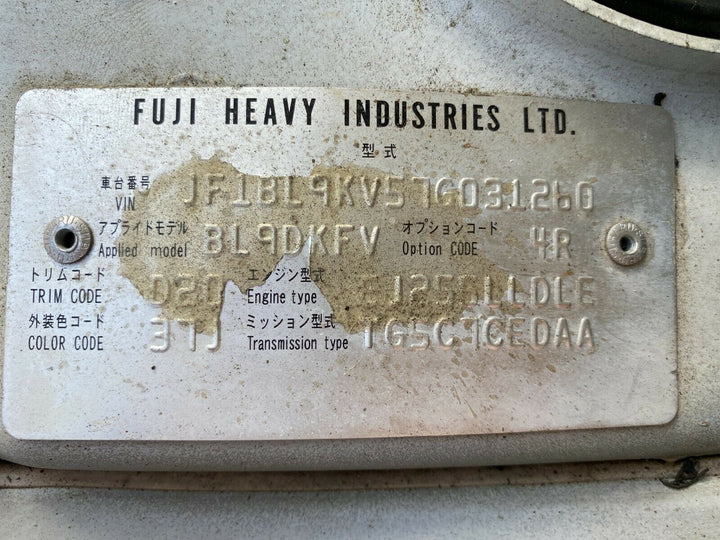 FUJI HEAVY INDUSTRIES LTD.
型式
車台番号 VIN JF1BL9KV57G031260
アプライドモデル Applied model BL9DKFV オプションコード Option CODE 4R
トリムコード TRIM CODE D20 エンジン型式 Engine type
外装色コード COLOR CODE 37J ミッション型式 Transmission type TG5C7CEDAA